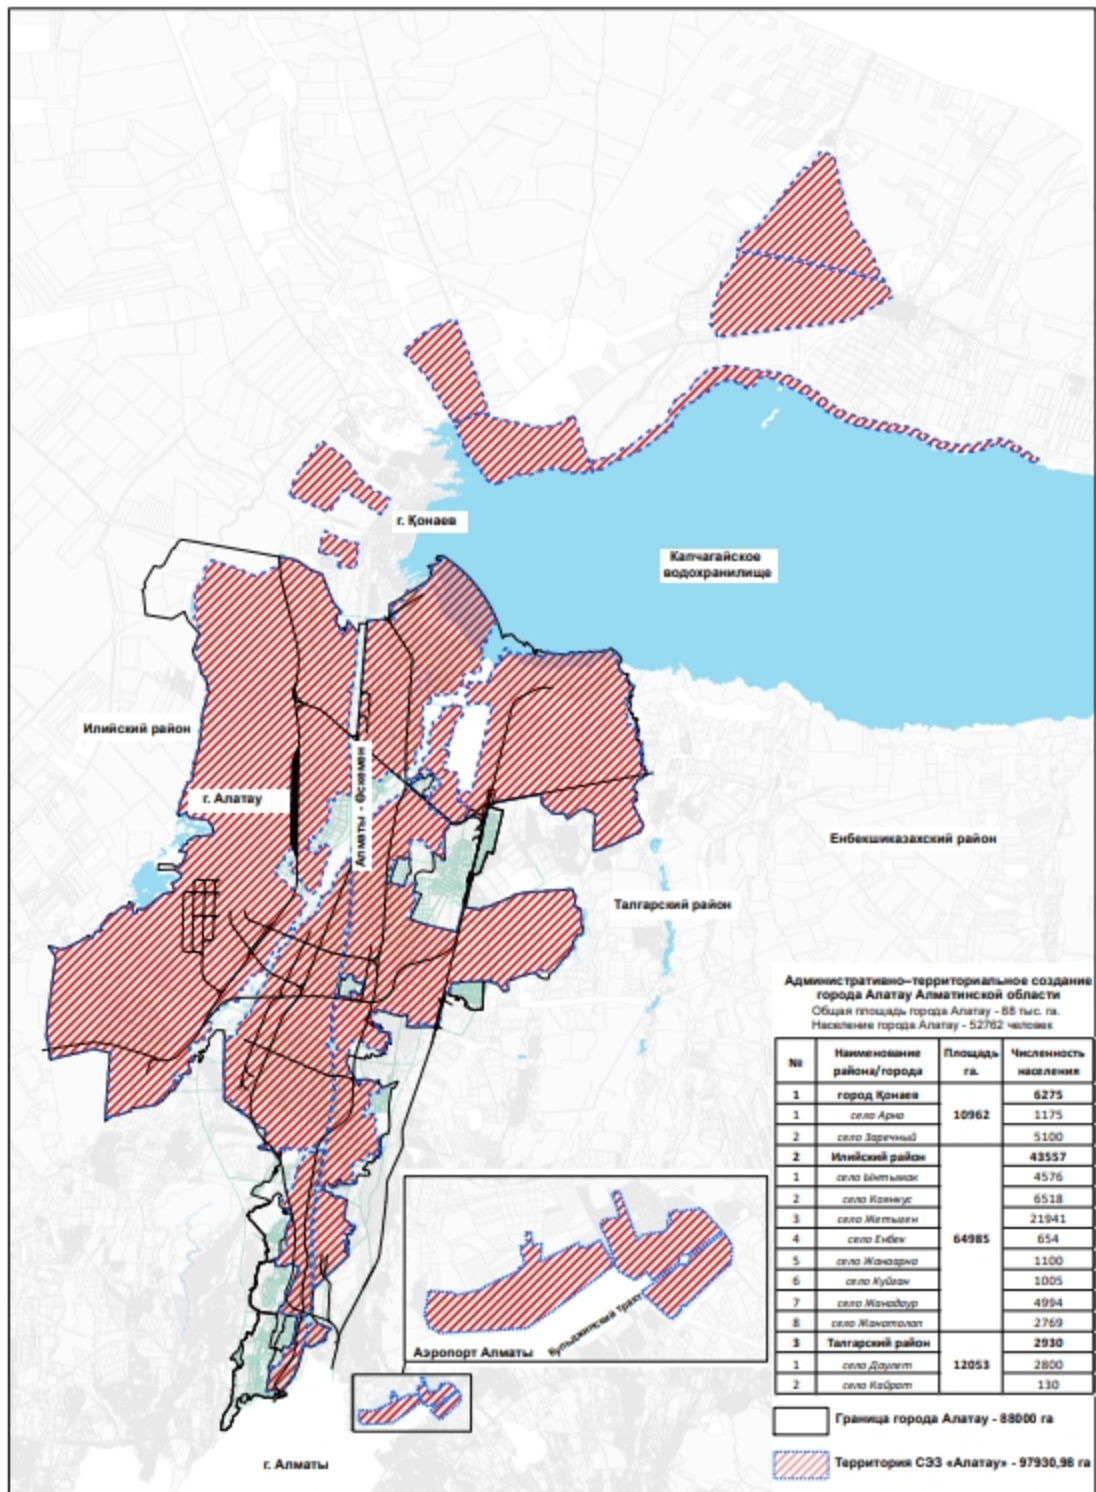 г. Қонаев
Капчагайское
водохранилище
Илийский район
г. Алатау
Алматы - Өскемен
Енбекшиказахский район
Талгарский район
Административно–территориальное создание
города Алатау Алматинской области
Общая площадь города Алатау - 88 тыс. га.
Население города Алатау - 52762 человек
№ Наименование района/города Площадь га. Численность населения
1 город Қонаев 10962 6275
1 село Арна 1175
2 село Заречный 5100
2 Илийский район 64985 43557
1 село Ынтымак 4576
2 село Коянкус 6518
3 село Жетыген 21941
4 село Енбек 654
5 село Жанаарна 1100
6 село Куйган 1005
7 село Жанадаур 4994
8 село Жанаталап 2769
3 Талгарский район 12053 2930
1 село Даулет 2800
2 село Кайрат 130
Аэропорт Алматы
Кульджинский тракт
Граница города Алатау - 88000 га
Территория СЭЗ «Алатау» - 97930,98 га
г. Алматы